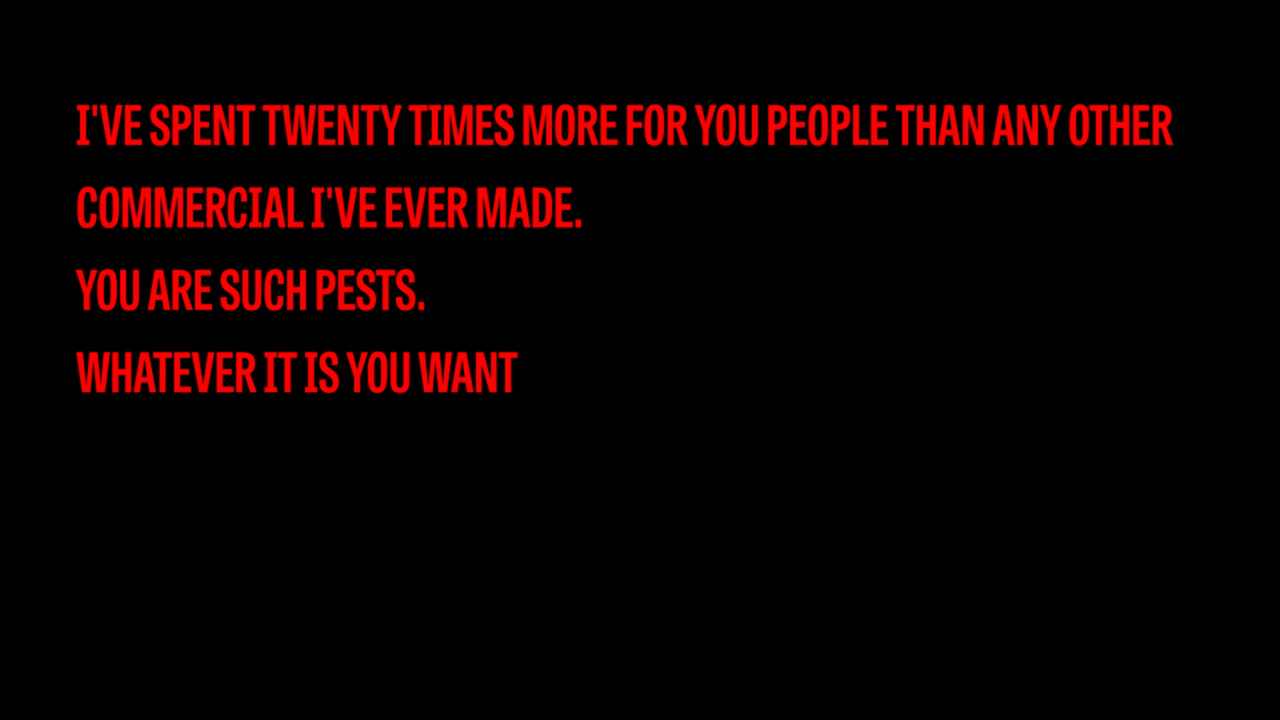 I'VE SPENT TWENTY TIMES MORE FOR YOU PEOPLE THAN ANY OTHER
COMMERCIAL I'VE EVER MADE.
YOU ARE SUCH PESTS.
WHATEVER IT IS YOU WANT